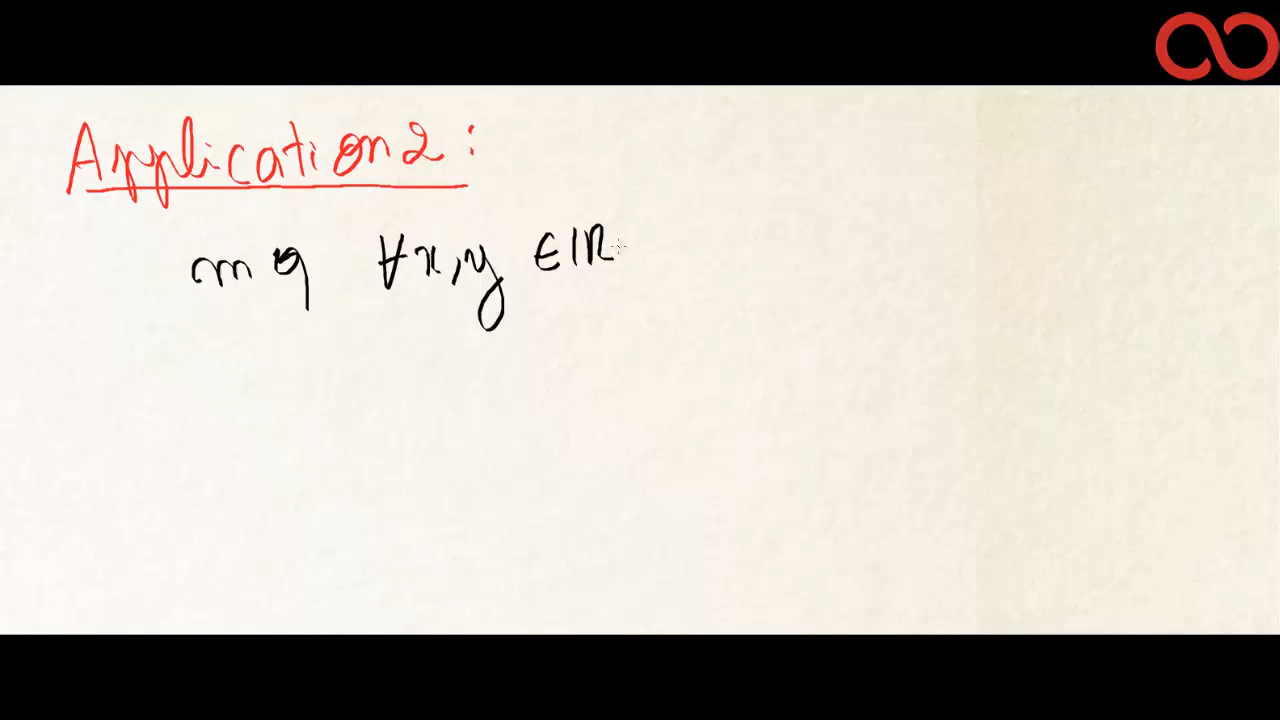 Application 2 :
mq ∀x,y ∈ ℝ